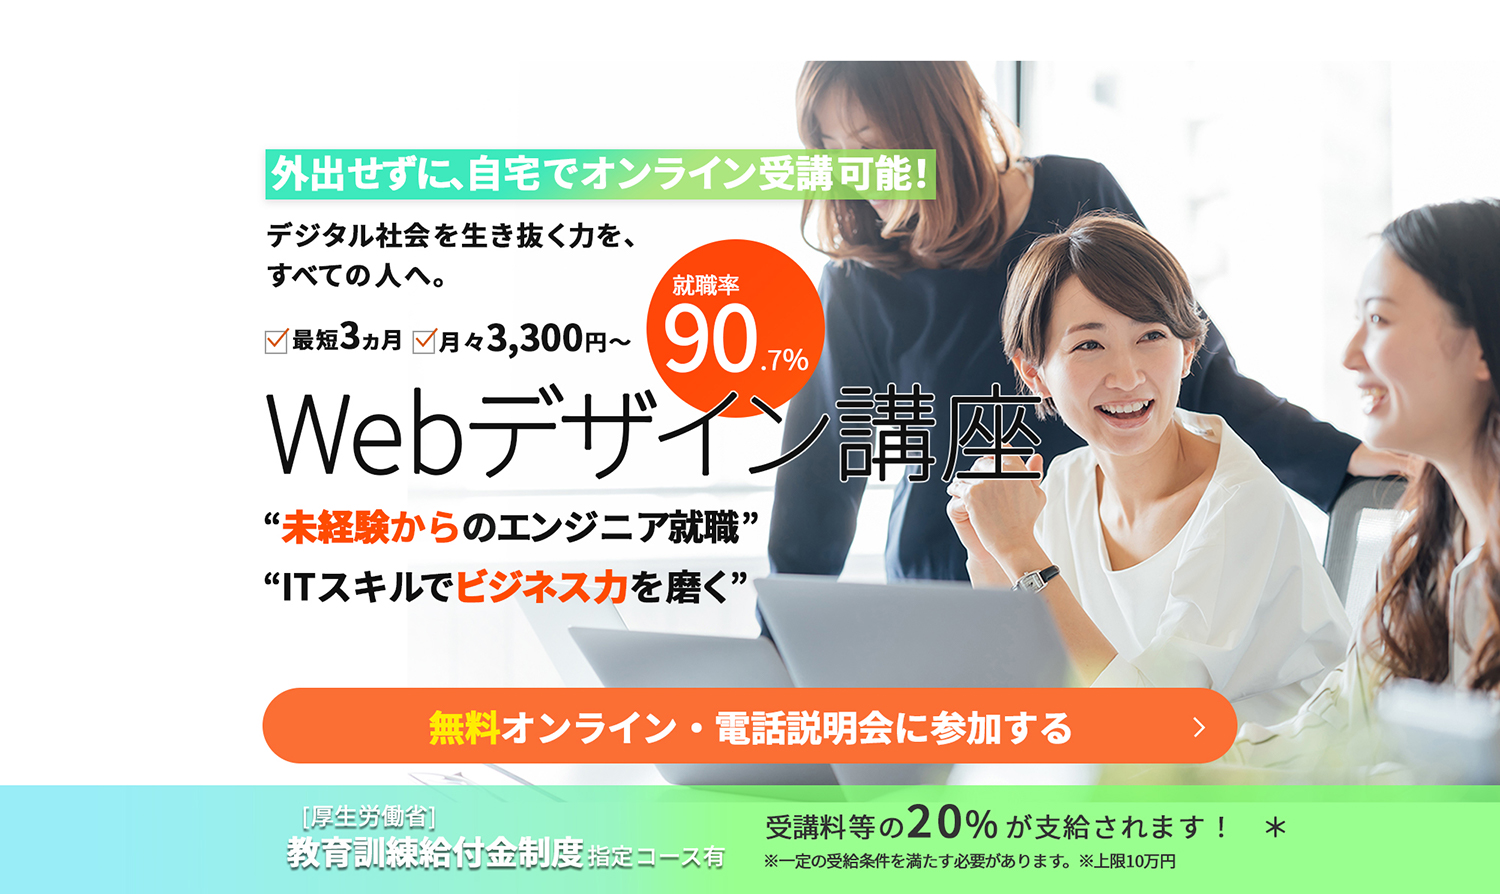 外出せずに、自宅でオンライン受講可能！
デジタル社会を生き抜く力を、
すべての人へ。
就職率
90.7%
最短3ヵ月 月々3,300円～
Webデザイン講座
“未経験からのエンジニア就職”
“ITスキルでビジネス力を磨く”
無料オンライン・電話説明会に参加する
[厚生労働省]
教育訓練給付金制度指定コース有
受講料等の20%が支給されます！ ＊
※一定の受給条件を満たす必要があります。※上限10万円